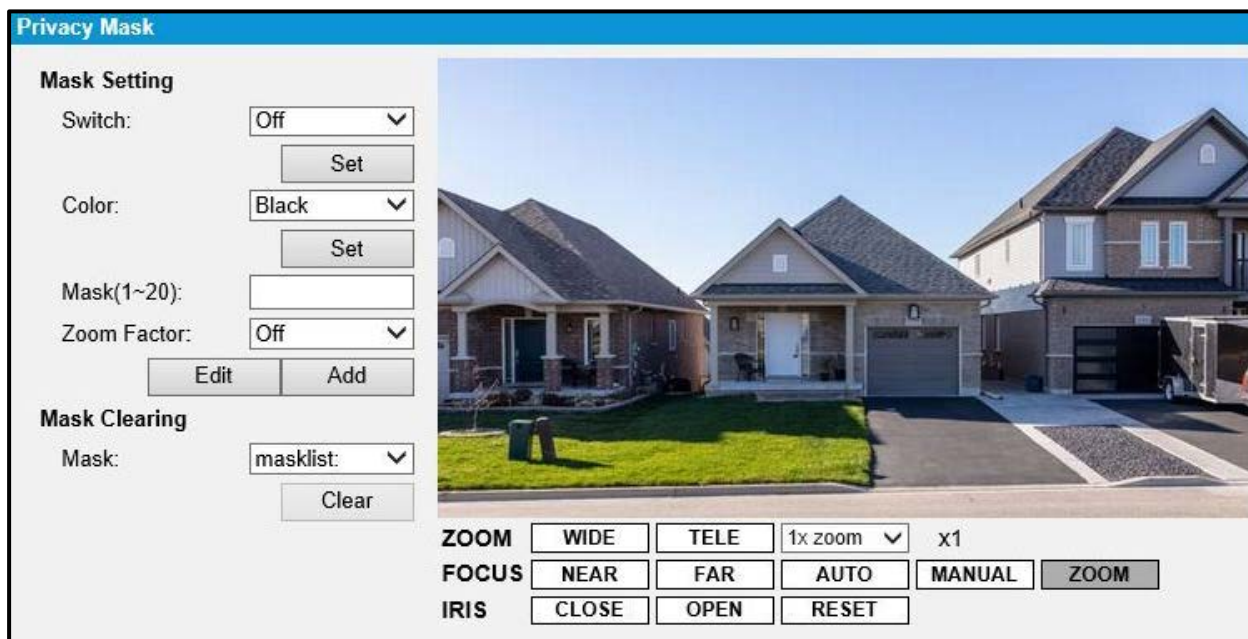 Privacy Mask
Mask Setting
Switch: Off
Set
Color: Black
Set
Mask(1~20):
Zoom Factor: Off
Edit Add
Mask Clearing
Mask: masklist:
Clear
ZOOM WIDE TELE 1x zoom x1
FOCUS NEAR FAR AUTO MANUAL ZOOM
IRIS CLOSE OPEN RESET